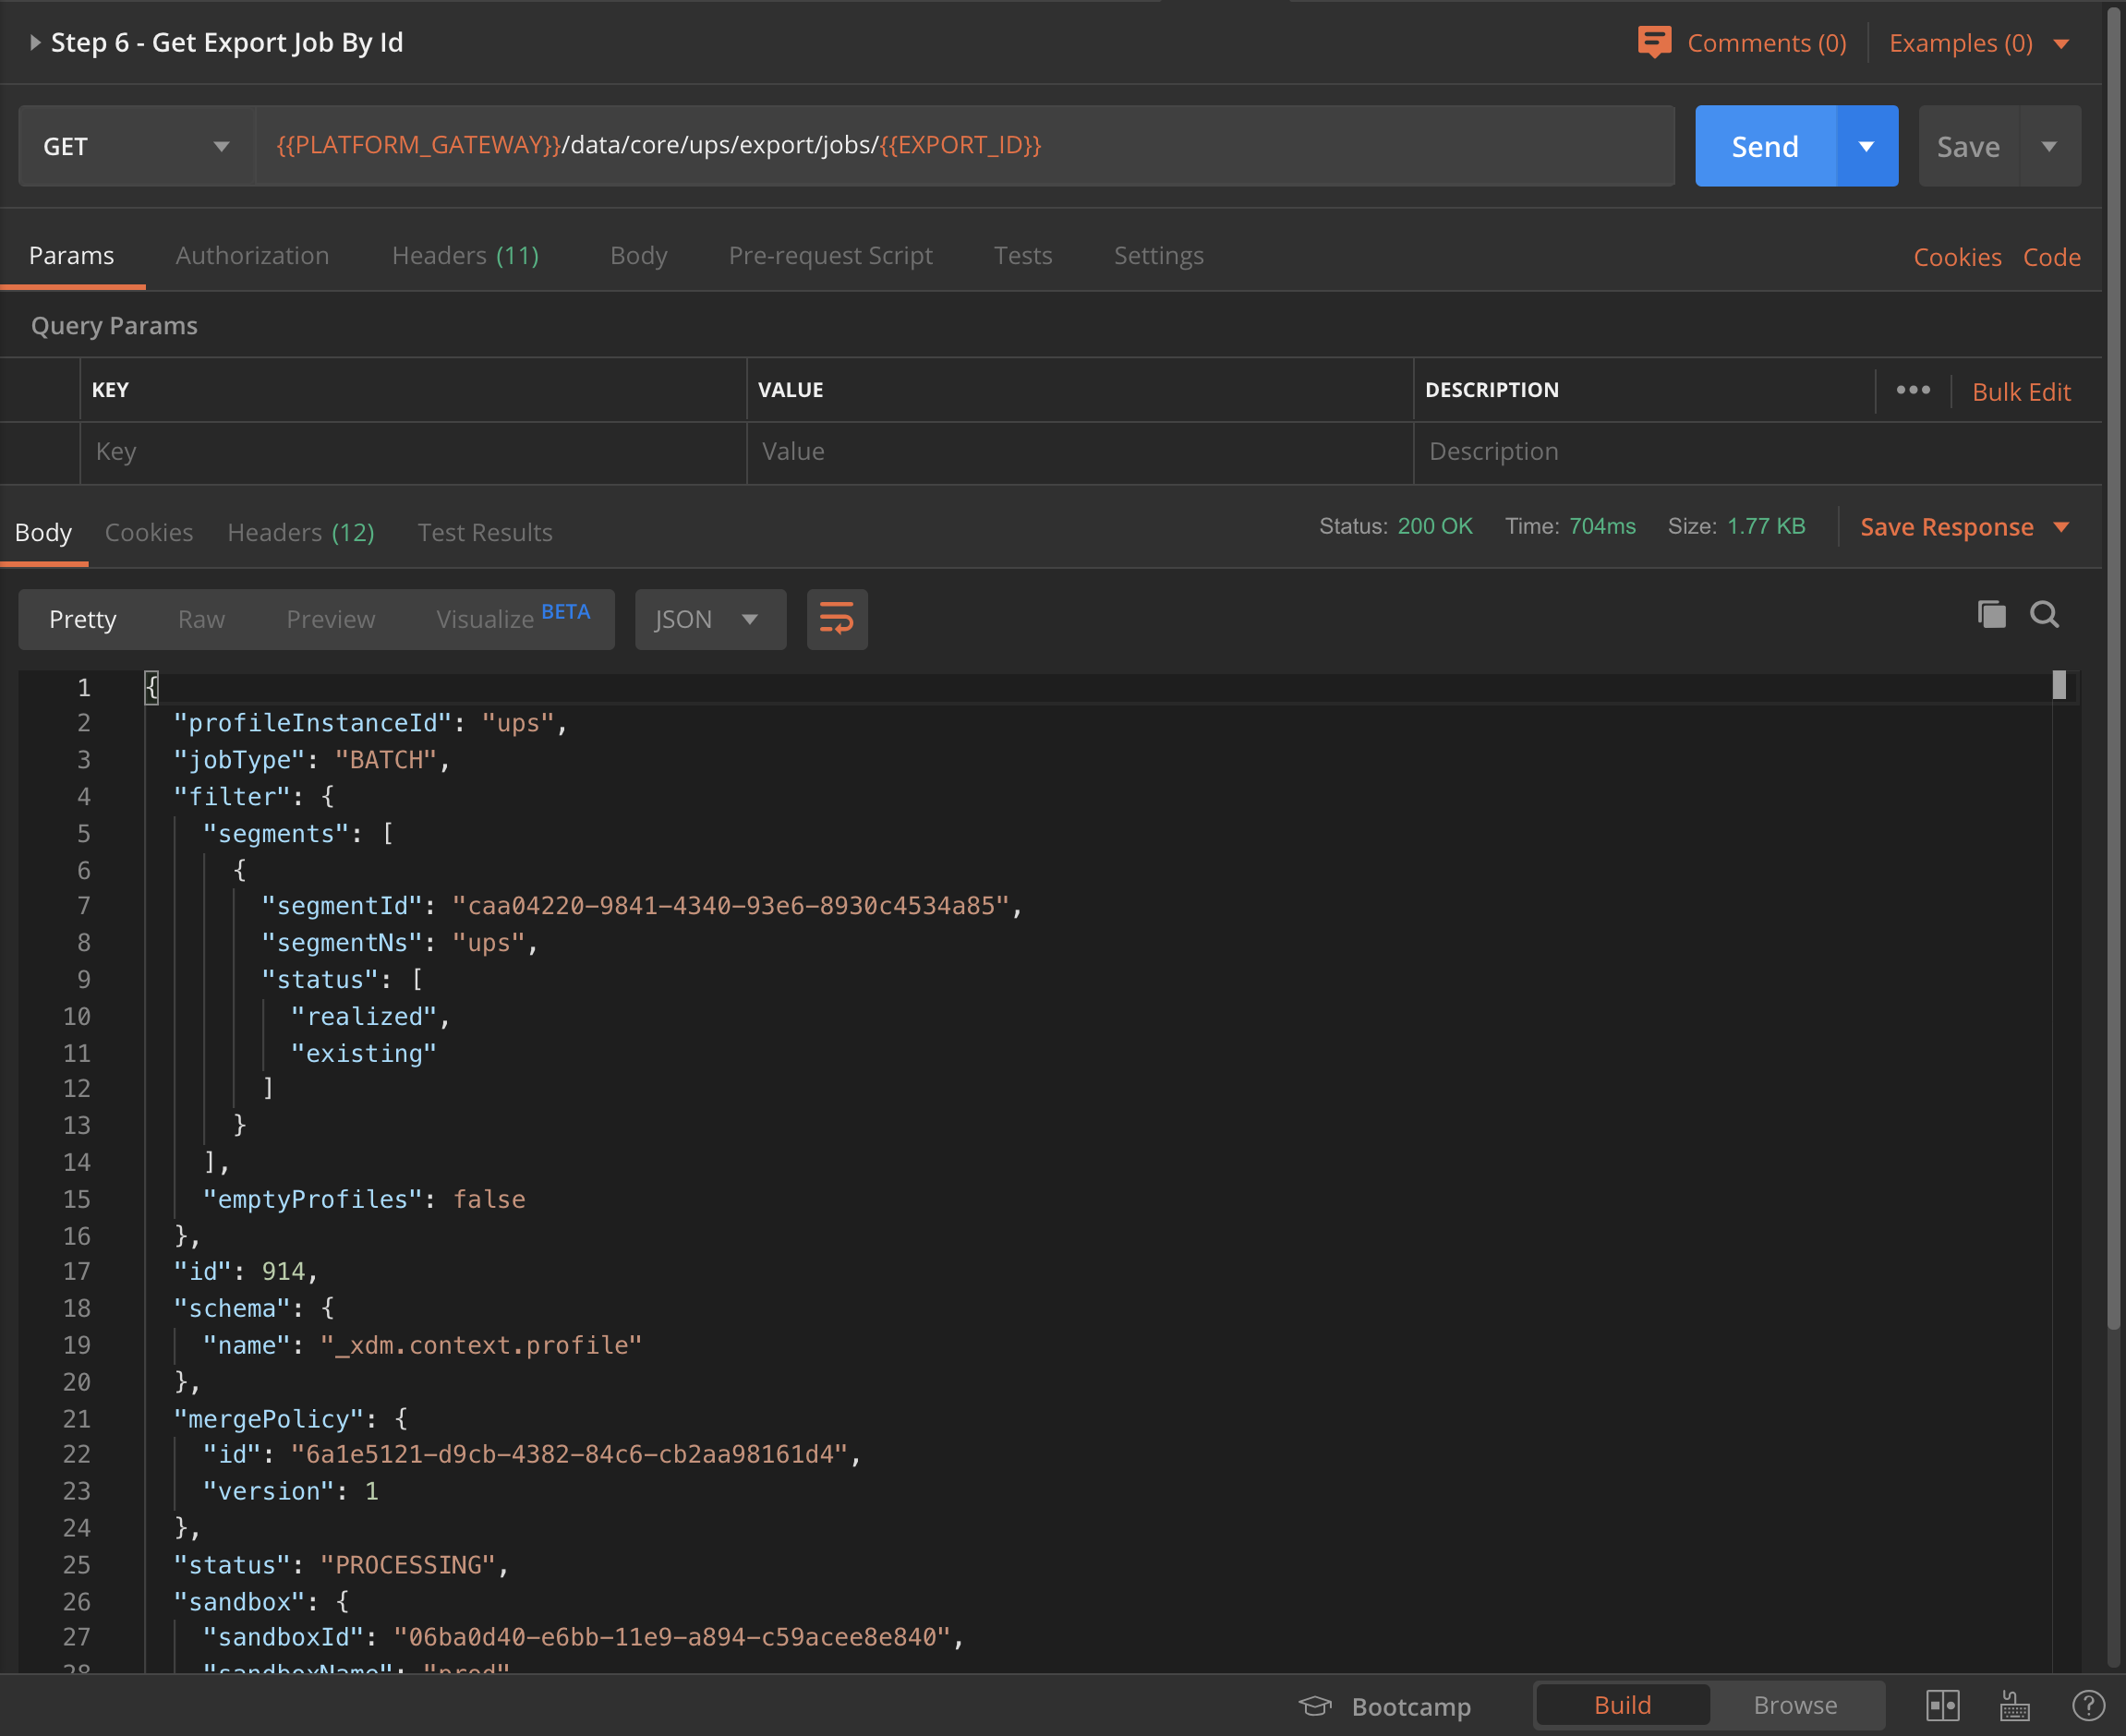 Step 6 - Get Export Job By Id
Comments (0) Examples (0)
GET {{PLATFORM_GATEWAY}}/data/core/ups/export/jobs/{{EXPORT_ID}} Send Save
Params Authorization Headers (11) Body Pre-request Script Tests Settings Cookies Code
Query Params
KEY VALUE DESCRIPTION Bulk Edit
Key Value Description
Body Cookies Headers (12) Test Results Status: 200 OK Time: 704ms Size: 1.77 KB Save Response
Pretty Raw Preview Visualize BETA JSON
1 {
2 "profileInstanceId": "ups",
3 "jobType": "BATCH",
4 "filter": {
5 "segments": [
6 {
7 "segmentId": "caa04220-9841-4340-93e6-8930c4534a85",
8 "segmentNs": "ups",
9 "status": [
10 "realized",
11 "existing"
12 ]
13 }
14 ],
15 "emptyProfiles": false
16 },
17 "id": 914,
18 "schema": {
19 "name": "_xdm.context.profile"
20 },
21 "mergePolicy": {
22 "id": "6a1e5121-d9cb-4382-84c6-cb2aa98161d4",
23 "version": 1
24 },
25 "status": "PROCESSING",
26 "sandbox": {
27 "sandboxId": "06ba0d40-e6bb-11e9-a894-c59acee8e840",
28 "sandboxName": "prod"
Bootcamp Build Browse